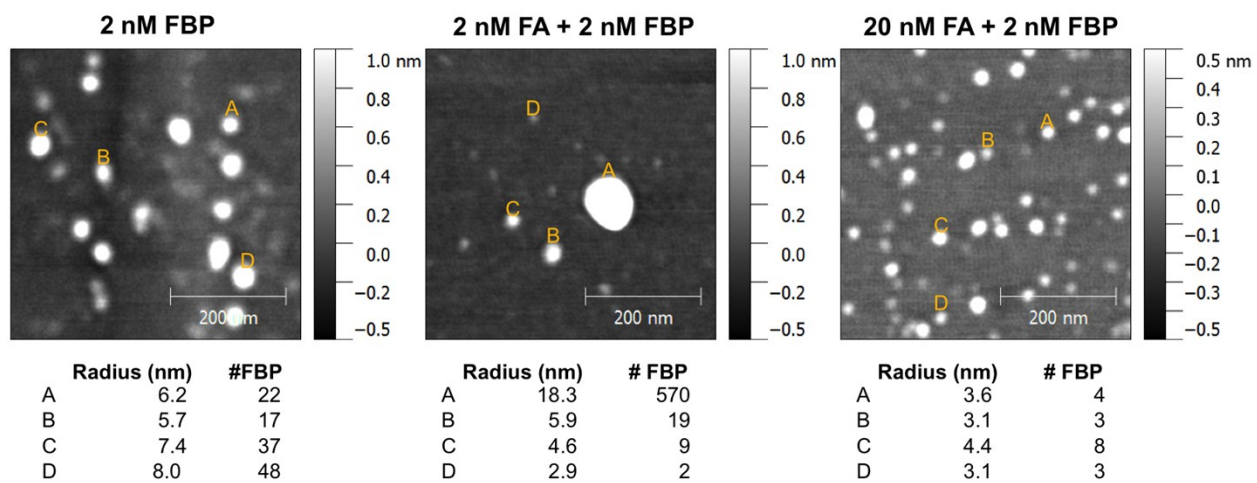 2 nM FBP
2 nM FA + 2 nM FBP
20 nM FA + 2 nM FBP
A
C
B
D
200 nm
1.0 nm
0.8
0.6
0.4
0.2
0.0
−0.2
−0.5
D
A
C
B
200 nm
1.0 nm
0.8
0.6
0.4
0.2
0.0
−0.2
−0.5
A
B
C
D
200 nm
0.5 nm
0.4
0.3
0.2
0.1
0.0
−0.1
−0.2
−0.3
−0.5
Radius (nm) #FBP
A 6.2 22
B 5.7 17
C 7.4 37
D 8.0 48
Radius (nm) # FBP
A 18.3 570
B 5.9 19
C 4.6 9
D 2.9 2
Radius (nm) # FBP
A 3.6 4
B 3.1 3
C 4.4 8
D 3.1 3